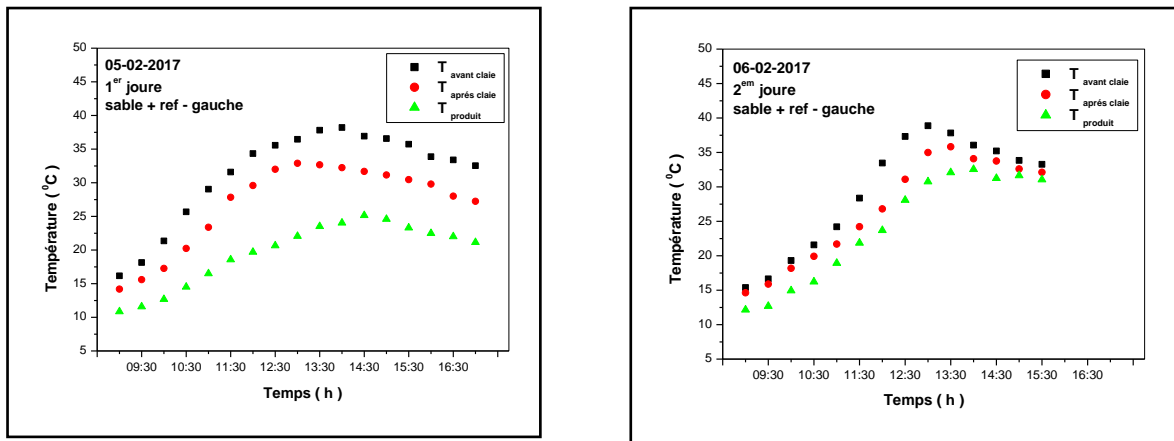 50
45
40
35
30
25
20
15
10
5
Température ( ⁰C )
05-02-2017
1er joure
sable + ref - gauche
T avant claie
T aprés claie
T produit
09:30 10:30 11:30 12:30 13:30 14:30 15:30 16:30
Temps ( h )
50
45
40
35
30
25
20
15
10
5
Température ( ⁰C )
06-02-2017
2em joure
sable + ref - gauche
T avant claie
T aprés claie
T produit
09:30 10:30 11:30 12:30 13:30 14:30 15:30 16:30
Temps ( h )